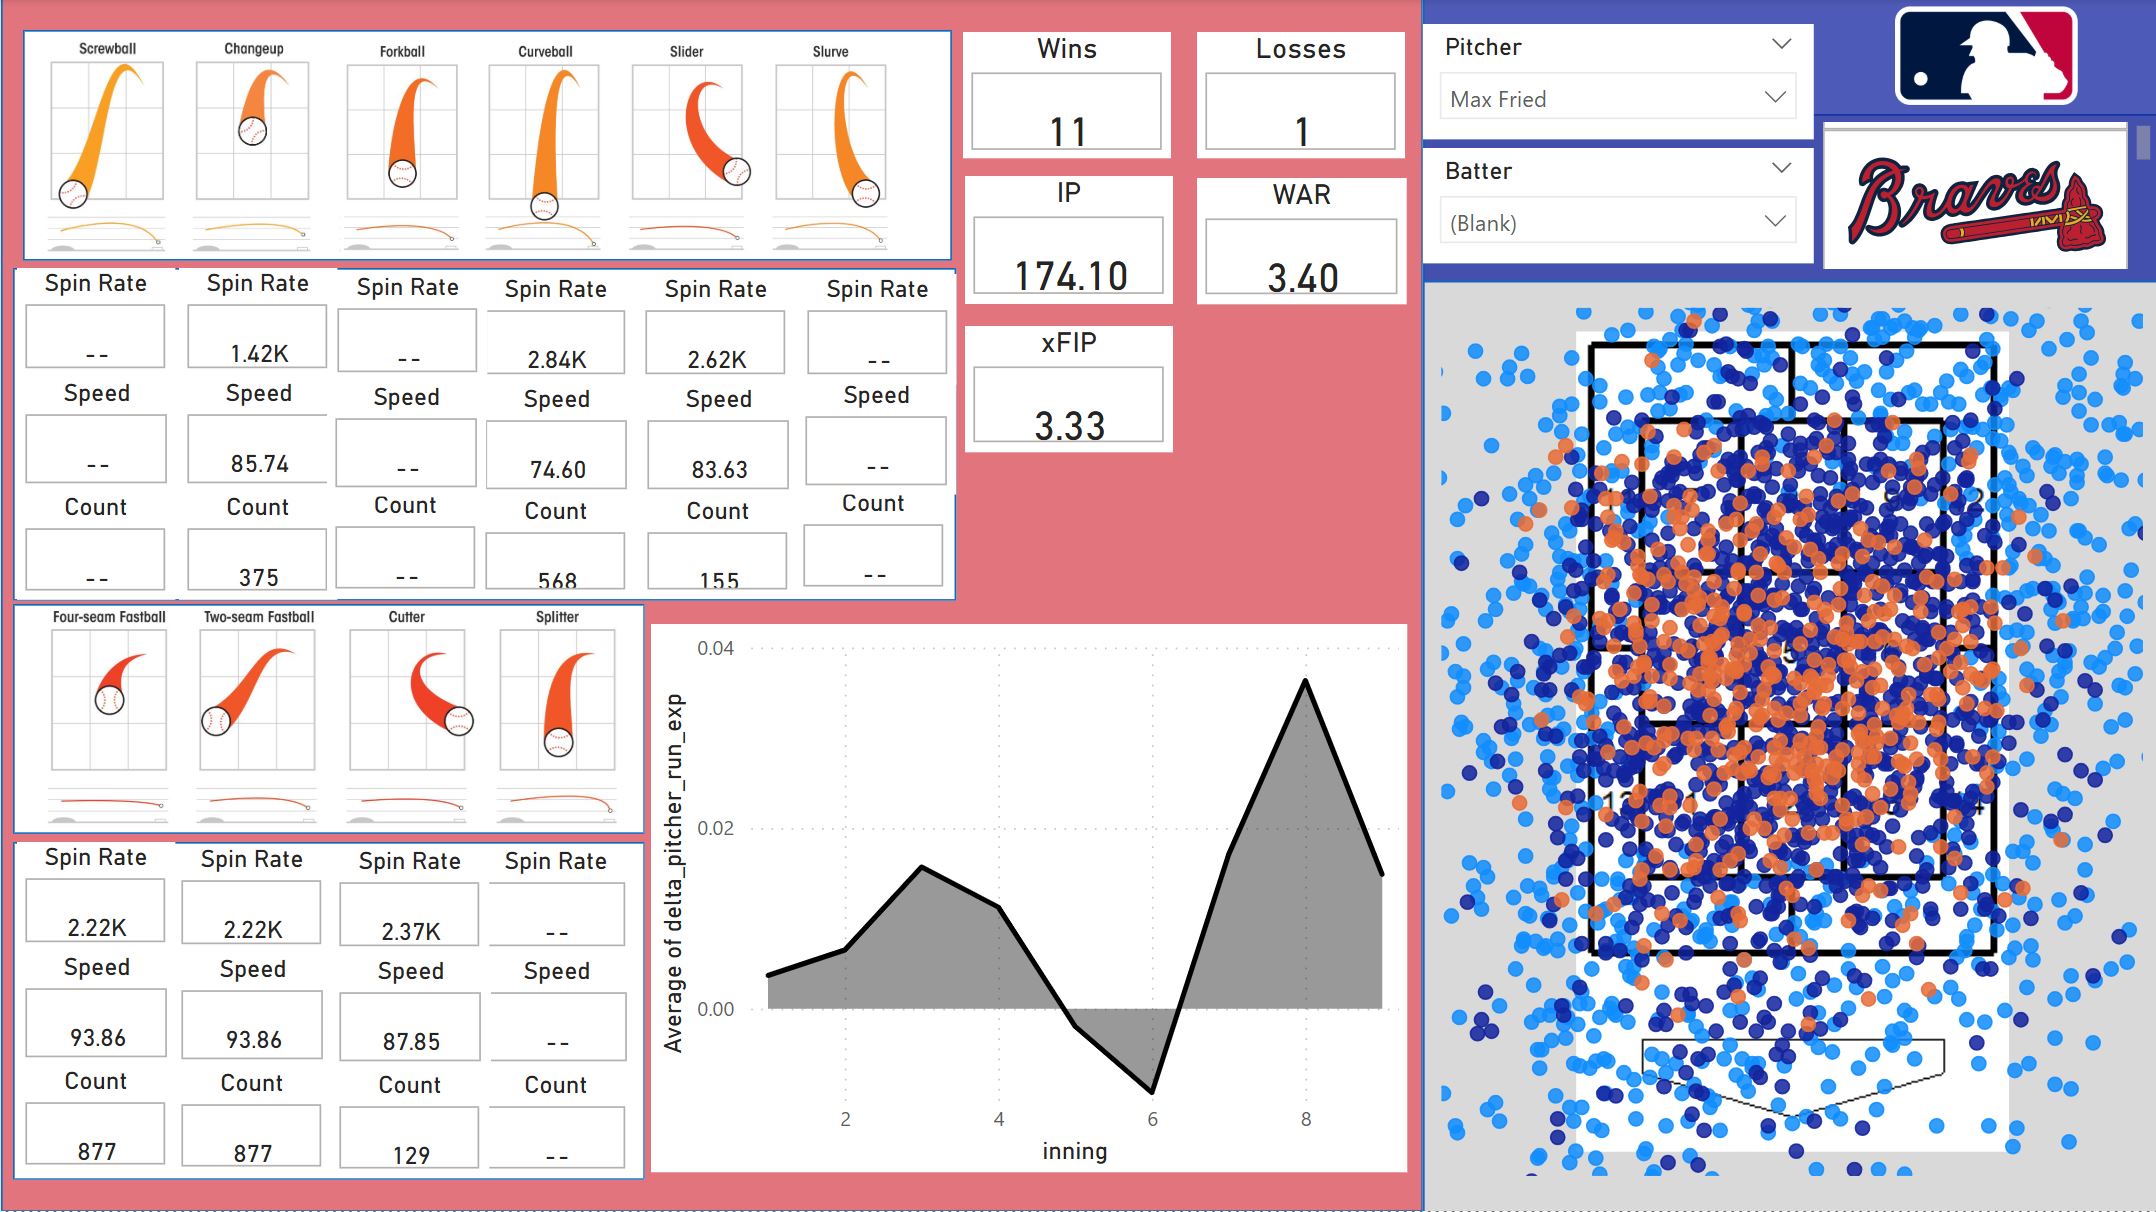 Screwball Changeup Forkball Curveball Slider Slurve
Spin Rate Spin Rate Spin Rate Spin Rate Spin Rate Spin Rate
-- 1.42K -- 2.84K 2.62K --
Speed Speed Speed Speed Speed Speed
-- 85.74 -- 74.60 83.63 --
Count Count Count Count Count Count
-- 375 -- 568 155 --
Four-seam Fastball Two-seam Fastball Cutter Splitter
Spin Rate Spin Rate Spin Rate Spin Rate
2.22K 2.22K 2.37K --
Speed Speed Speed Speed
93.86 93.86 87.85 --
Count Count Count Count
877 877 129 --
Wins Losses
11 1
IP WAR
174.10 3.40
xFIP
3.33
Average of delta_pitcher_run_exp
0.04
0.02
0.00
2 4 6 8
inning
Pitcher
Max Fried
Batter
(Blank)
Braves